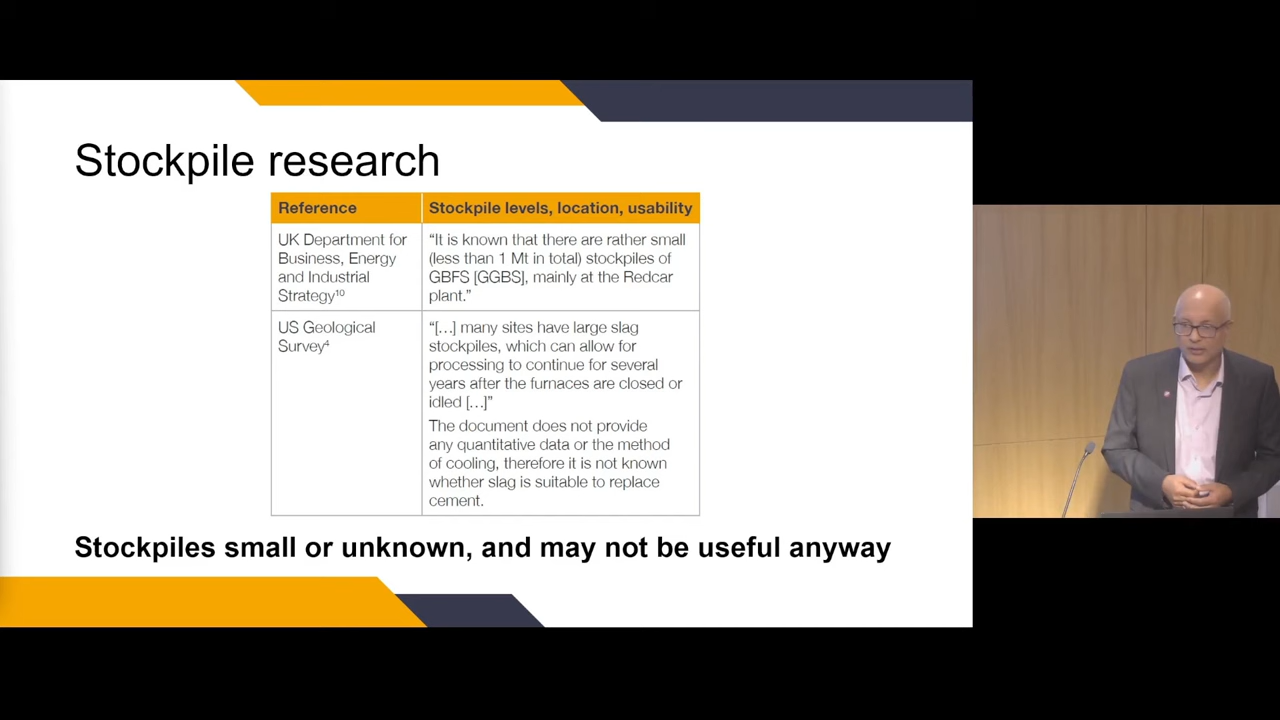 Stockpile research
Reference
Stockpile levels, location, usability
UK Department for
Business, Energy
and Industrial
Strategy¹⁰
“It is known that there are rather small
(less than 1 Mt in total) stockpiles of
GBFS [GGBS], mainly at the Redcar
plant.”
US Geological
Survey⁴
“[…] many sites have large slag
stockpiles, which can allow for
processing to continue for several
years after the furnaces are closed or
idled […]”
The document does not provide
any quantitative data or the method
of cooling, therefore it is not known
whether slag is suitable to replace
cement.
Stockpiles small or unknown, and may not be useful anyway